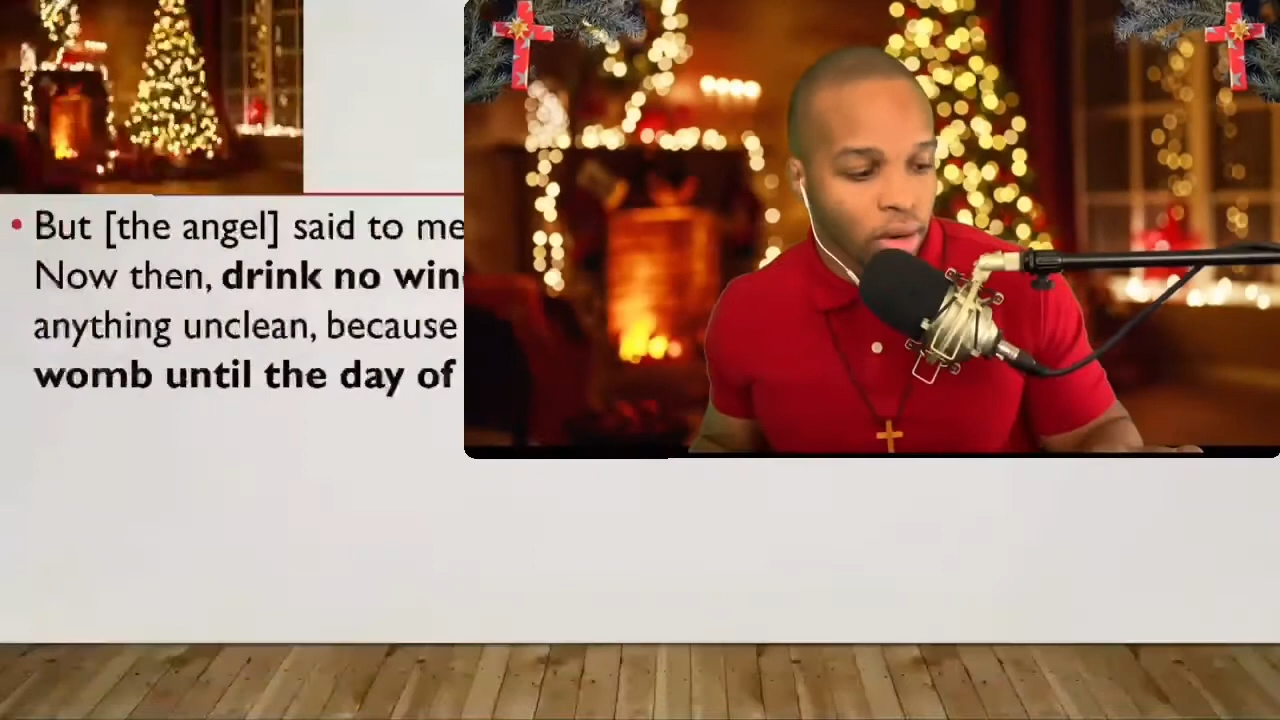 But [the angel] said to me
Now then, drink no win
anything unclean, because
womb until the day of